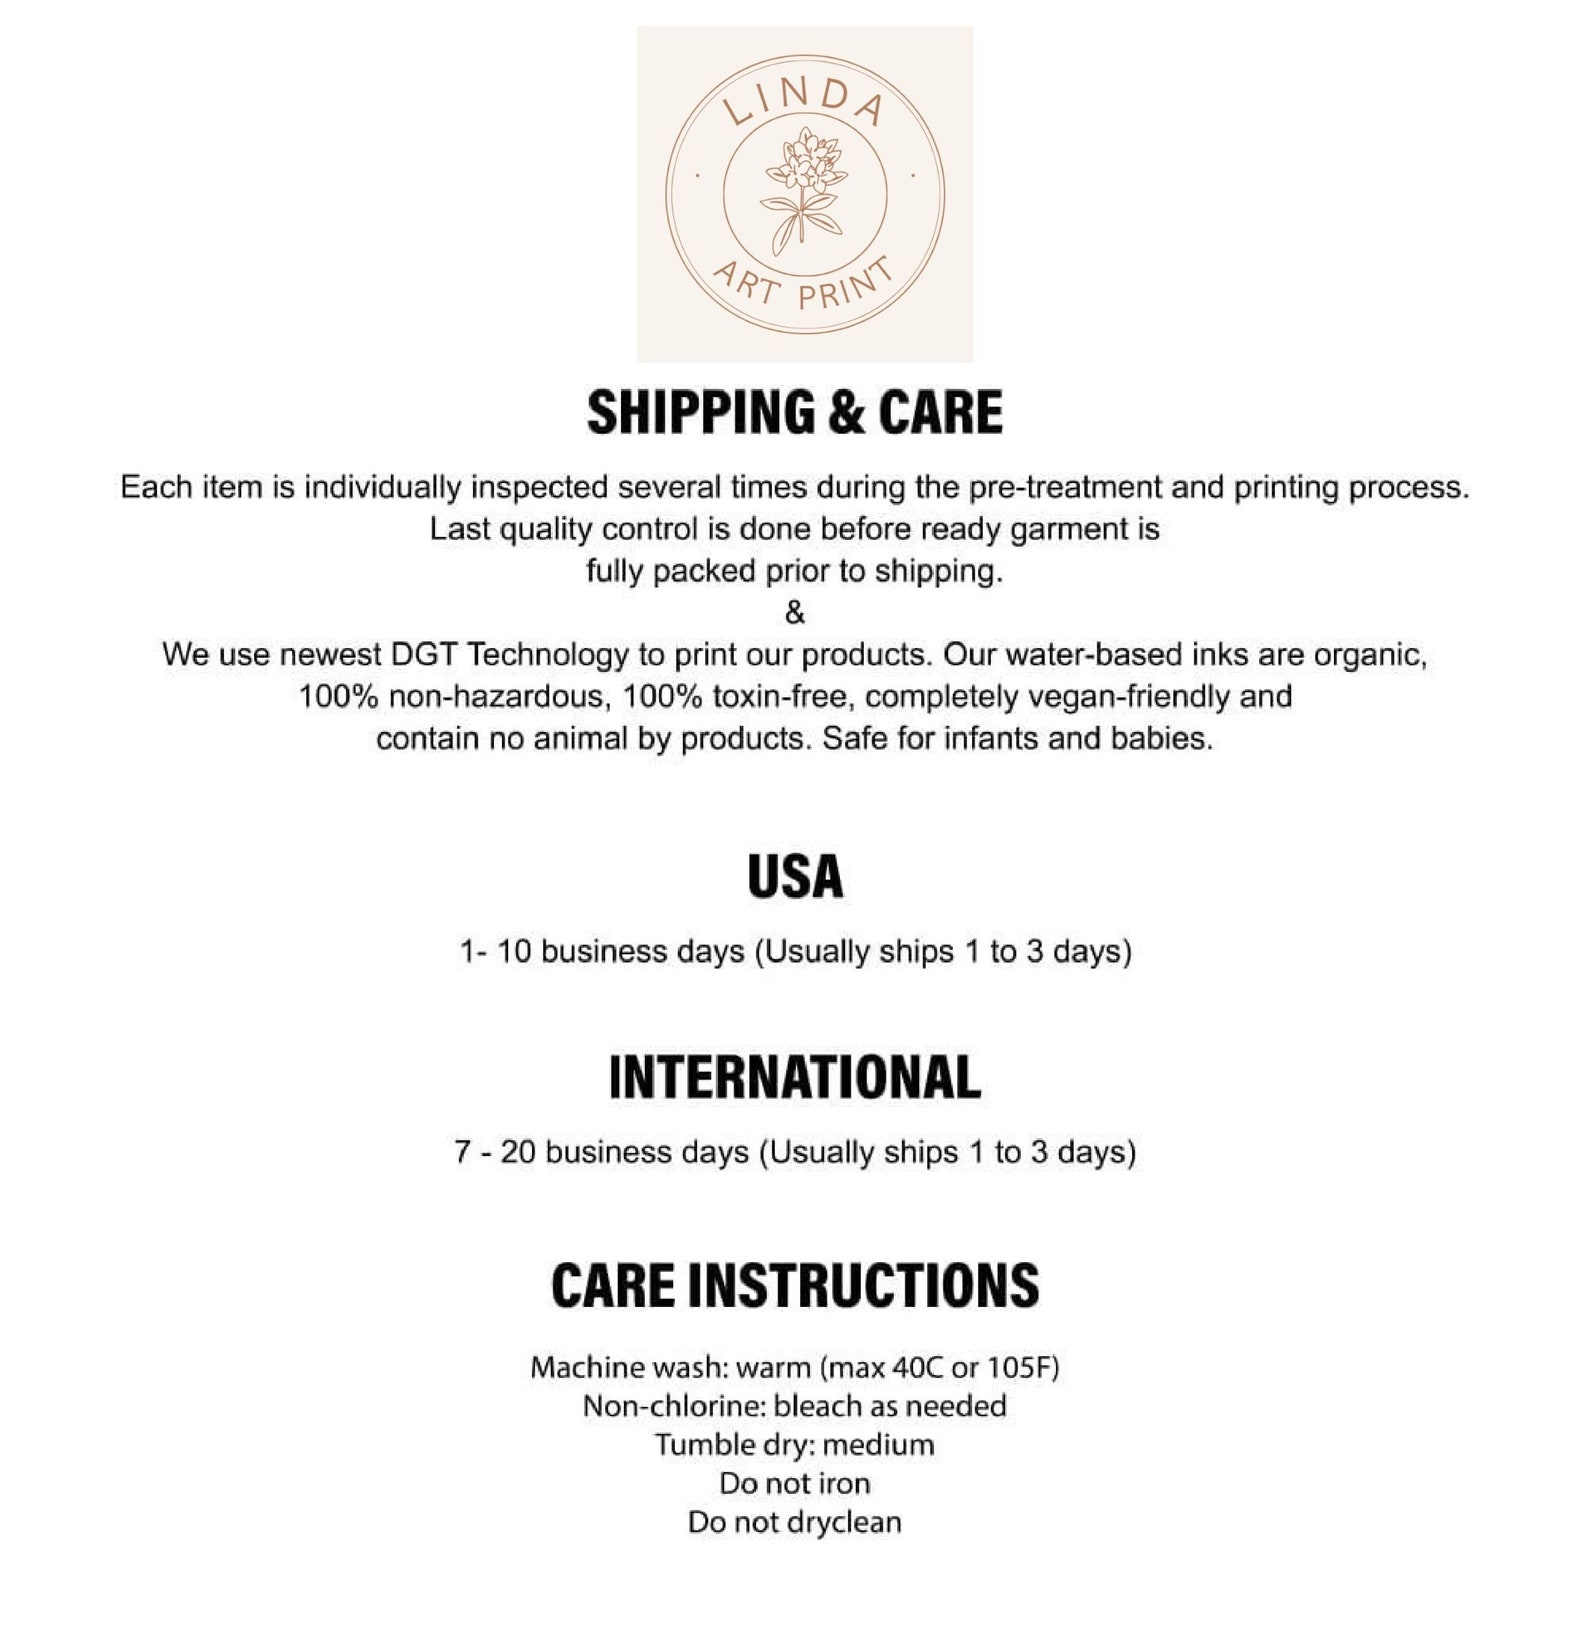 LINDA
ART PRINT
SHIPPING & CARE
Each item is individually inspected several times during the pre-treatment and printing process.
Last quality control is done before ready garment is
fully packed prior to shipping.
&
We use newest DGT Technology to print our products. Our water-based inks are organic,
100% non-hazardous, 100% toxin-free, completely vegan-friendly and
contain no animal by products. Safe for infants and babies.
USA
1- 10 business days (Usually ships 1 to 3 days)
INTERNATIONAL
7 - 20 business days (Usually ships 1 to 3 days)
CARE INSTRUCTIONS
Machine wash: warm (max 40C or 105F)
Non-chlorine: bleach as needed
Tumble dry: medium
Do not iron
Do not dryclean